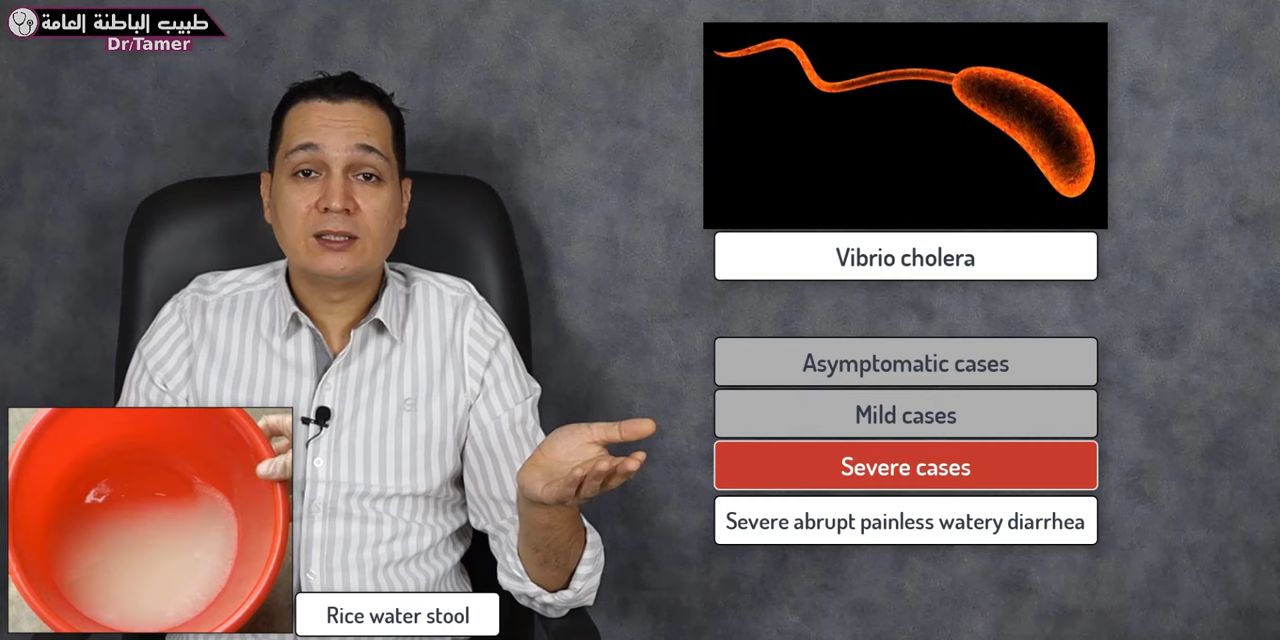 طبيب الباطنة العامة
Dr/Tamer
Vibrio cholera
Asymptomatic cases
Mild cases
Severe cases
Severe abrupt painless watery diarrhea
Rice water stool